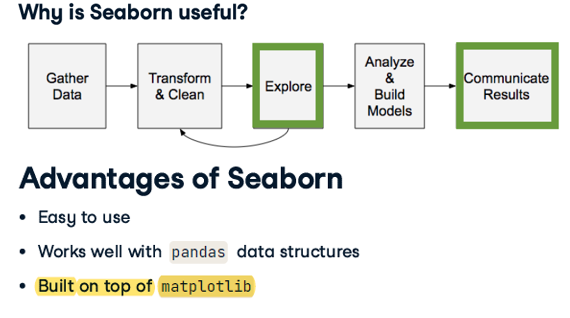 Why is Seaborn useful?
Gather
Data
Transform
& Clean
Explore
Analyze
&
Build
Models
Communicate
Results
Advantages of Seaborn
• Easy to use
• Works well with pandas data structures
• Built on top of matplotlib